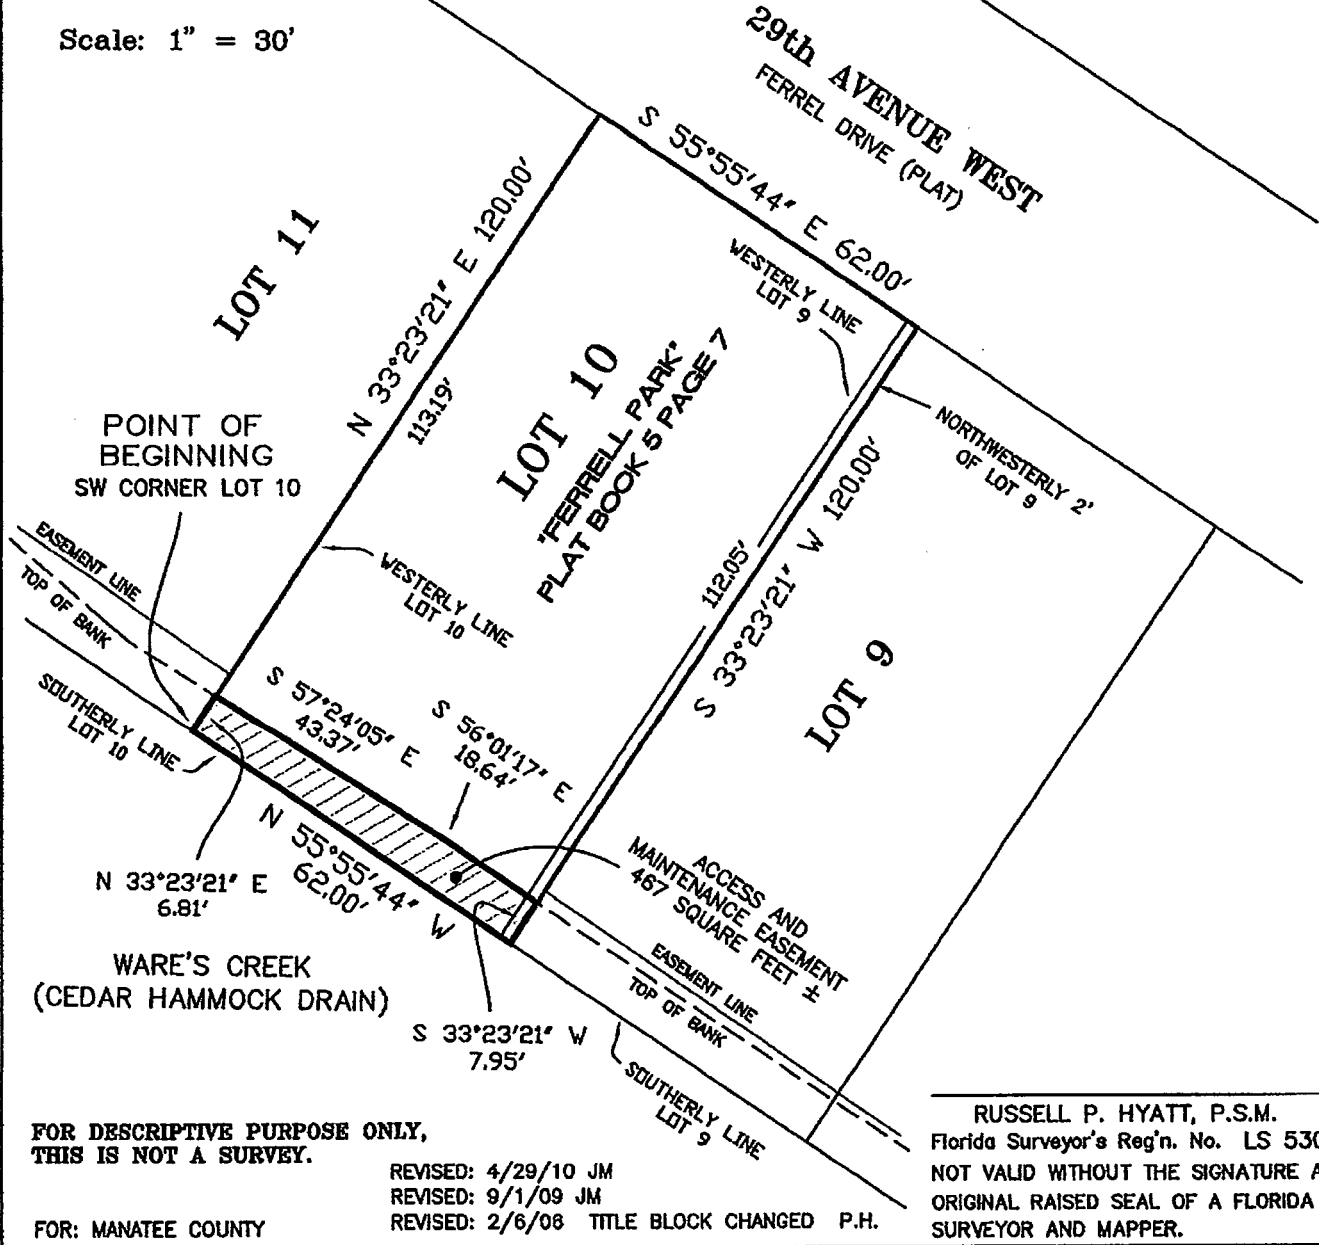 Scale: 1" = 30'
29th AVENUE WEST
FERREL DRIVE (PLAT)
S 55°55'44" E 62.00'
LOT 11
N 33°23'21" E 120.00'
113.19'
WESTERLY LINE
LOT 9
LOT 10
"FERRELL PARK"
PLAT BOOK 5 PAGE 7
NORTHWESTERLY 2'
OF LOT 9
POINT OF
BEGINNING
SW CORNER LOT 10
S 33°23'21" W 120.00'
112.05'
EASEMENT LINE
TOP OF BANK
WESTERLY LINE
LOT 10
LOT 9
SOUTHERLY LINE
LOT 10
S 57°24'05" E
43.37'
S 56°01'17" E
18.64'
N 55°55'44" W
62.00'
N 33°23'21" E
6.81'
ACCESS AND
MAINTENANCE EASEMENT
467 SQUARE FEET ±
WARE'S CREEK
(CEDAR HAMMOCK DRAIN)
EASEMENT LINE
TOP OF BANK
S 33°23'21" W
7.95'
SOUTHERLY LINE
LOT 9
FOR DESCRIPTIVE PURPOSE ONLY,
THIS IS NOT A SURVEY.
REVISED: 4/29/10 JM
REVISED: 9/1/09 JM
REVISED: 2/6/08 TITLE BLOCK CHANGED P.H.
FOR: MANATEE COUNTY
RUSSELL P. HYATT, P.S.M.
Florida Surveyor's Reg'n. No. LS 530
NOT VALID WITHOUT THE SIGNATURE A
ORIGINAL RAISED SEAL OF A FLORIDA
SURVEYOR AND MAPPER.